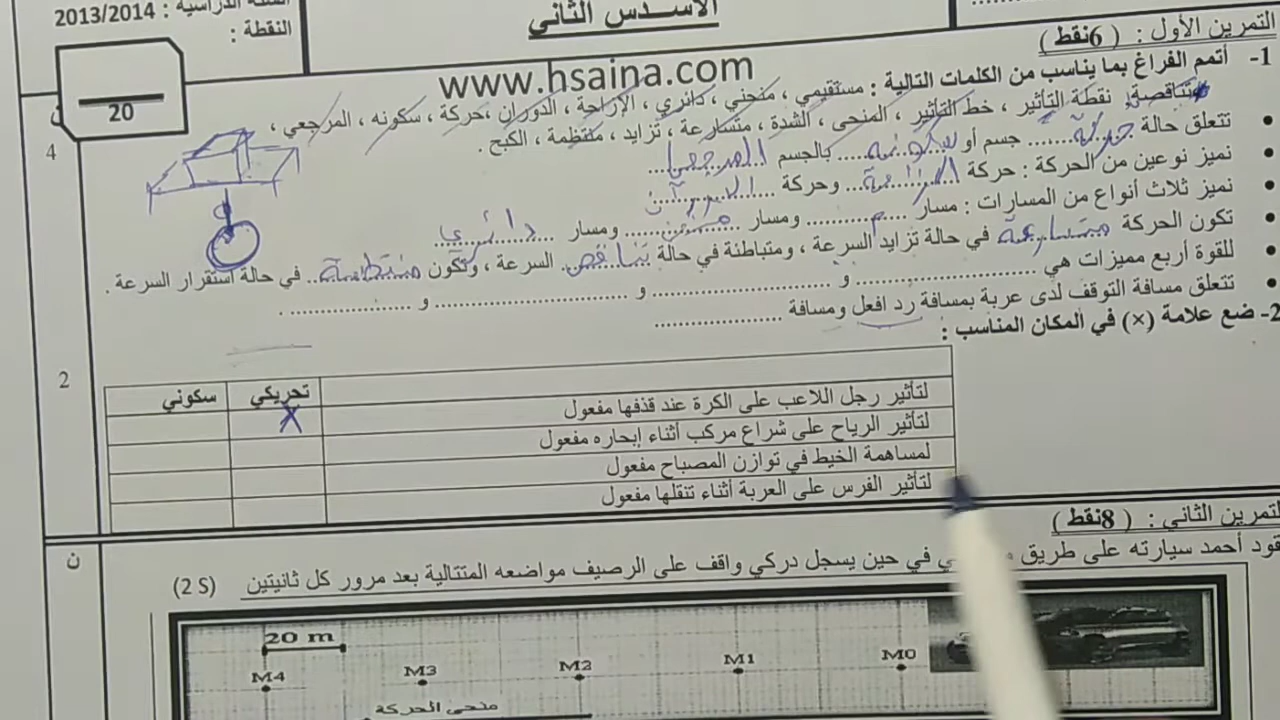 السنة الدراسية : 2013/2014
الأسـدس الثاني
النقطة :
20
www.hsaina.com
التمرين الأول : ( 6نقط )
ن
4
1- أتمم الفراغ بما يناسب من الكلمات التالية : مستقيمي ، منحني ، دائري ، الإزاحة ، الدوران ،حركة ، سكونه ، المرجعي ،
متناقصة، نقطة التأثير ، خط التأثير ، المنحى ، الشدة ، متسارعة ، تزايد ، منتظمة ، الكبح .
تتعلق حالة حركة جسم أو سكونه بالجسم المرجعي
نميز نوعين من الحركة : حركة الإزاحة وحركة الدوران
نميز ثلاث أنواع من المسارات : مسار م ومسار منحني ومسار دائري
تكون الحركة متسارعة في حالة تزايد السرعة ، ومتباطئة في حالة تناقص السرعة ، وتكون منتظمة في حالة استقرار السرعة .
للقوة أربع مميزات هي ................ و ................ و ................ و ................ .
تتعلق مسافة التوقف لدى عربة بمسافة رد افعل ومسافة ................
2- ضع علامة (×) في المكان المناسب :
2
تحريكي سكوني
لتأثير رجل اللاعب على الكرة عند قذفها مفعول X
لتأثير الرياح على شراع مركب أثناء إبحاره مفعول
لمساهمة الخيط في توازن المصباح مفعول
لتأثير الفرس على العربة أثناء تنقلها مفعول
التمرين الثاني : ( 8نقط )
ن
قود أحمد سيارته على طريق في حين يسجل دركي واقف على الرصيف مواضعه المتتالية بعد مرور كل ثانيتين (2 S)
20 m
M4 M3 M2 M1 M0
منحى الحركة